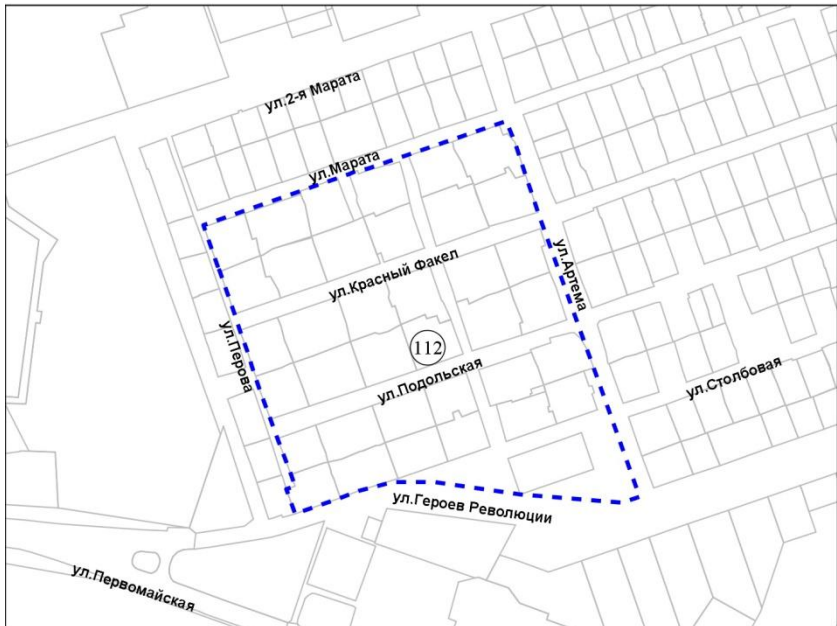 ул.2-я Марата
ул.Марата
ул.Красный Факел
ул.Артема
ул.Перова
112
ул.Подольская
ул.Столбовая
ул.Героев Революции
ул.Первомайская